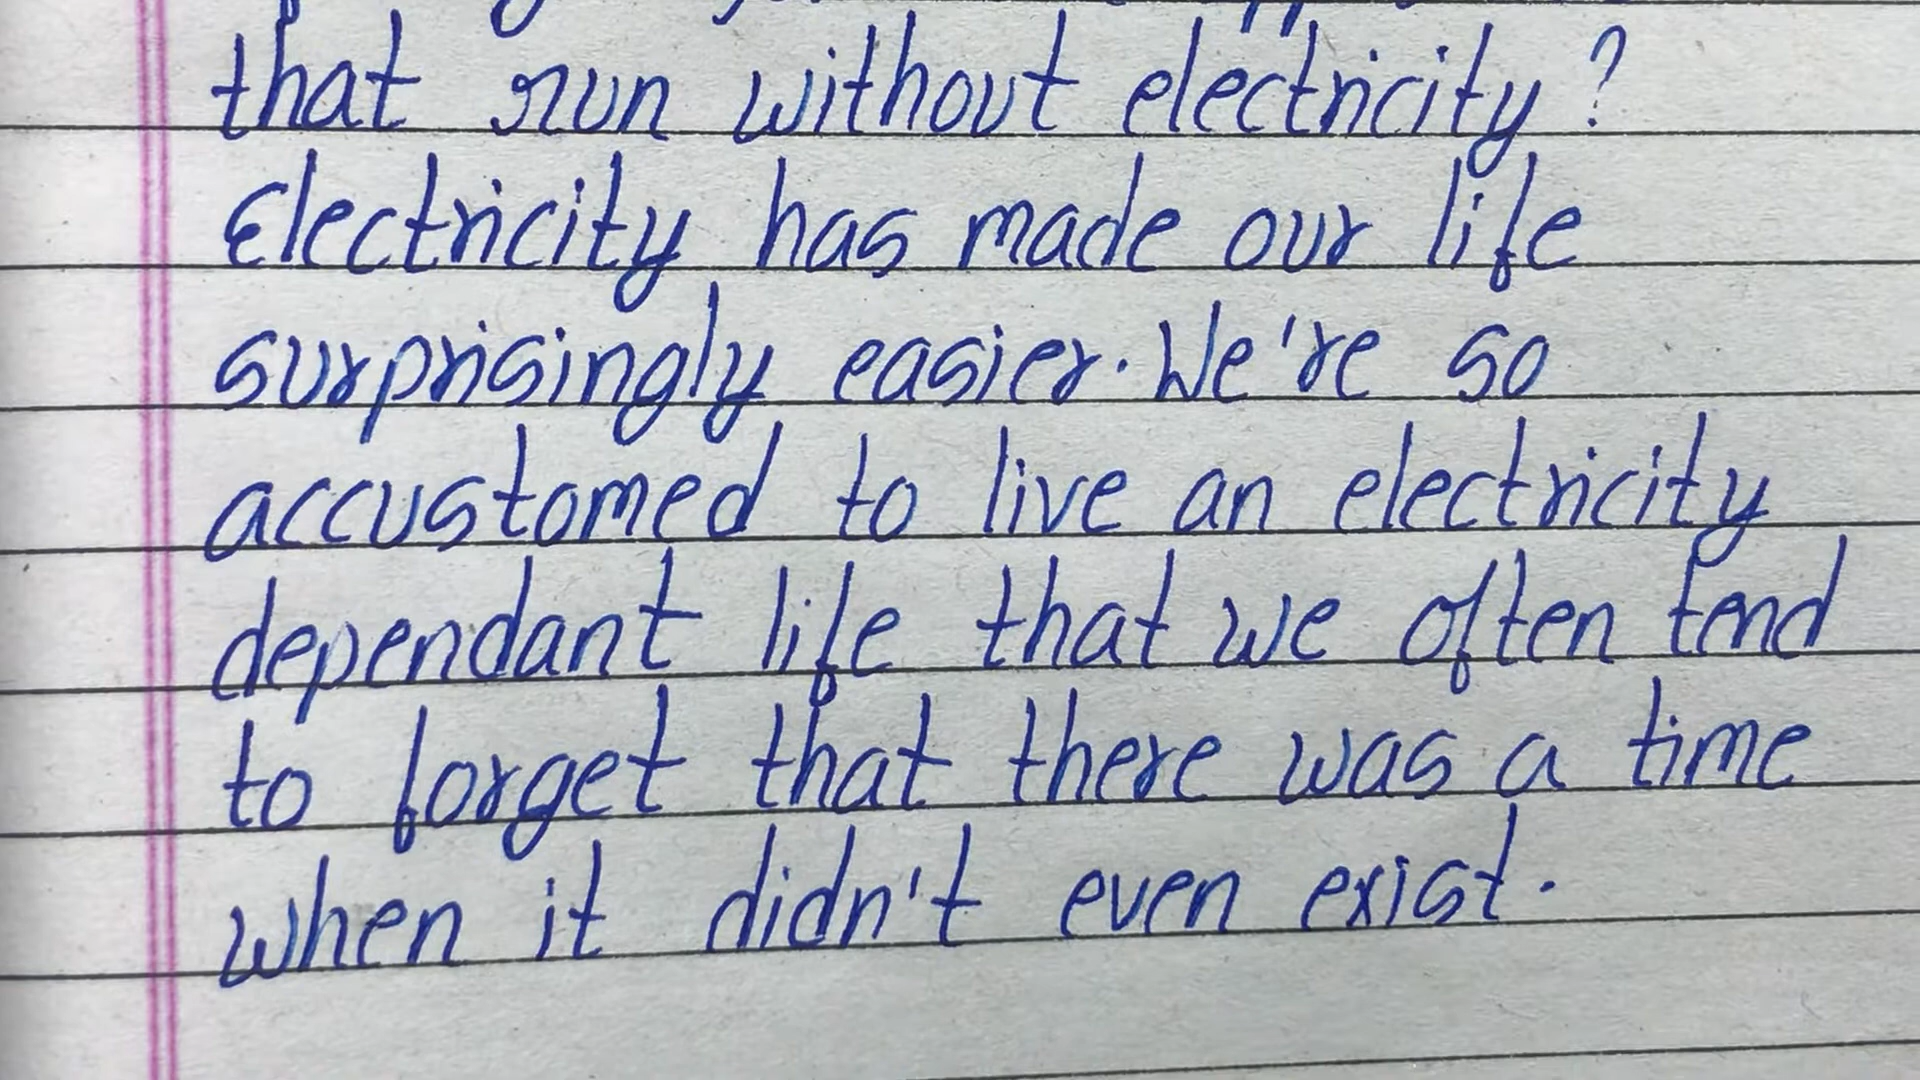 that run without electricity?
Electricity has made our life
surprisingly easier. We're so
accustomed to live an electricity
dependant life that we often tend
to forget that there was a time
when it didn't even exist.